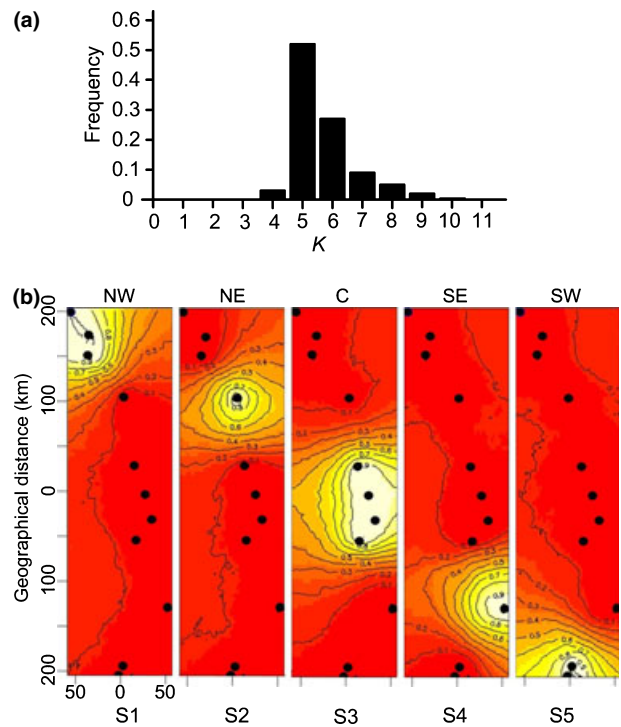 (a)
0.6
0.5
0.4
0.3
0.2
0.1
0
Frequency
0 1 2 3 4 5 6 7 8 9 10 11
K
(b)
NW NE C SE SW
200
100
0
100
200
Geographical distance (km)
50 0 50
S1 S2 S3 S4 S5